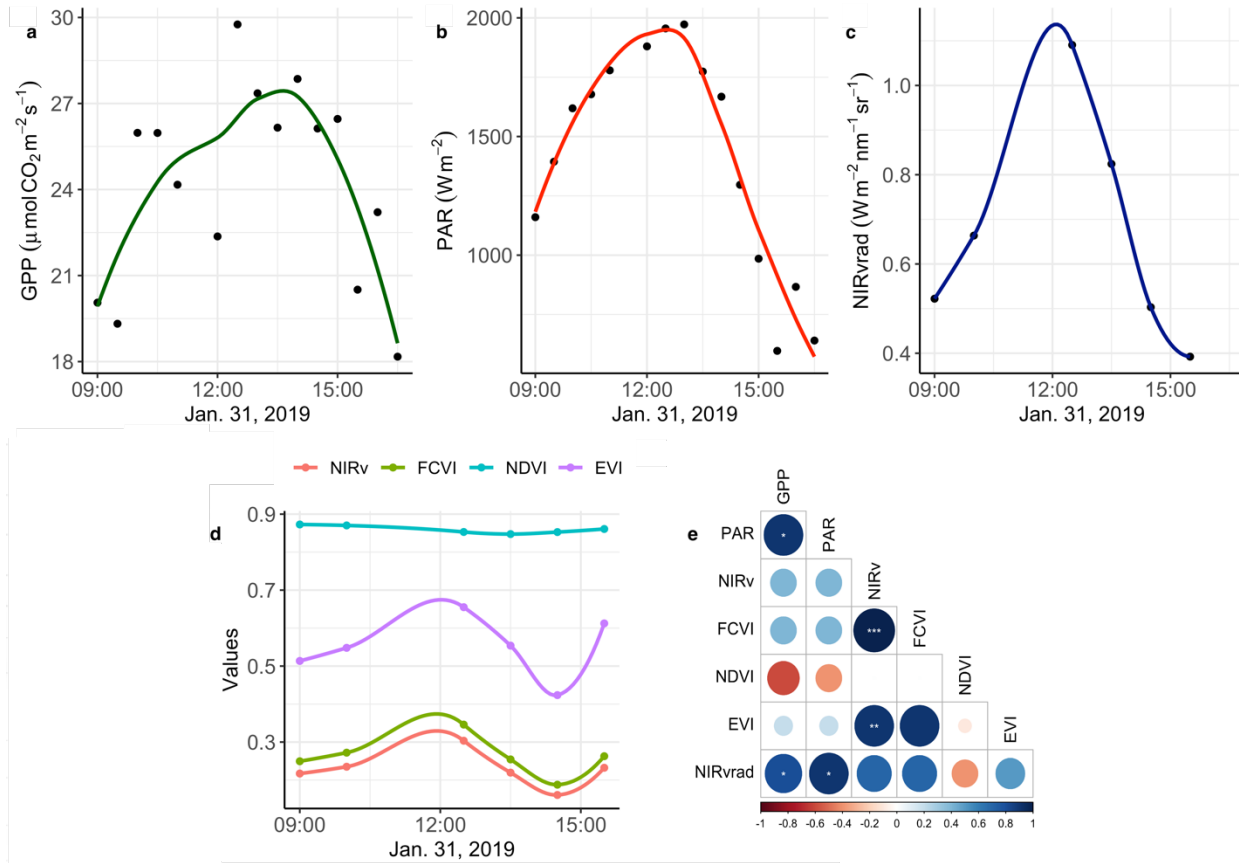 a
GPP (μmol CO₂ m⁻² s⁻¹)
30
27
24
21
18
09:00 12:00 15:00
Jan. 31, 2019
b
PAR (W m⁻²)
2000
1500
1000
09:00 12:00 15:00
Jan. 31, 2019
c
NIRvrad (W m⁻² nm⁻¹ sr⁻¹)
1.0
0.8
0.6
0.4
09:00 12:00 15:00
Jan. 31, 2019
NIRv FCVI NDVI EVI
d
Values
0.9
0.7
0.5
0.3
09:00 12:00 15:00
Jan. 31, 2019
e
GPP
PAR * PAR
NIRv NIRv
FCVI *** FCVI
NDVI NDVI
EVI ** EVI
NIRvrad * *
-1 -0.8 -0.6 -0.4 -0.2 0 0.2 0.4 0.6 0.8 1